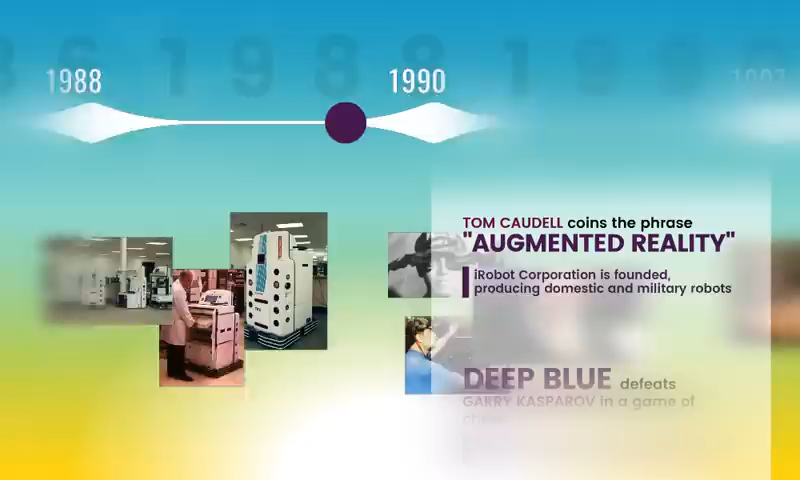 1988
1990
TOM CAUDELL coins the phrase
"AUGMENTED REALITY"
iRobot Corporation is founded,
producing domestic and military robots
DEEP BLUE defeats
GARRY KASPAROV in a game of